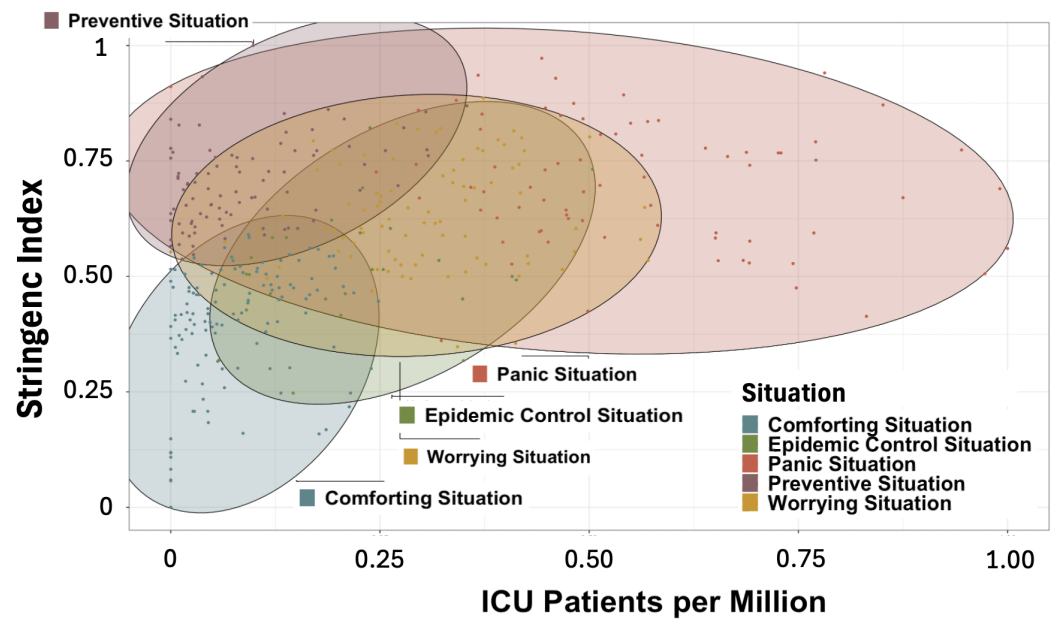 Preventive Situation
1
0.75
0.50
0.25
0
Stringenc Index
Panic Situation
Epidemic Control Situation
Worrying Situation
Comforting Situation
Situation
Comforting Situation
Epidemic Control Situation
Panic Situation
Preventive Situation
Worrying Situation
0
0.25
0.50
0.75
1.00
ICU Patients per Million